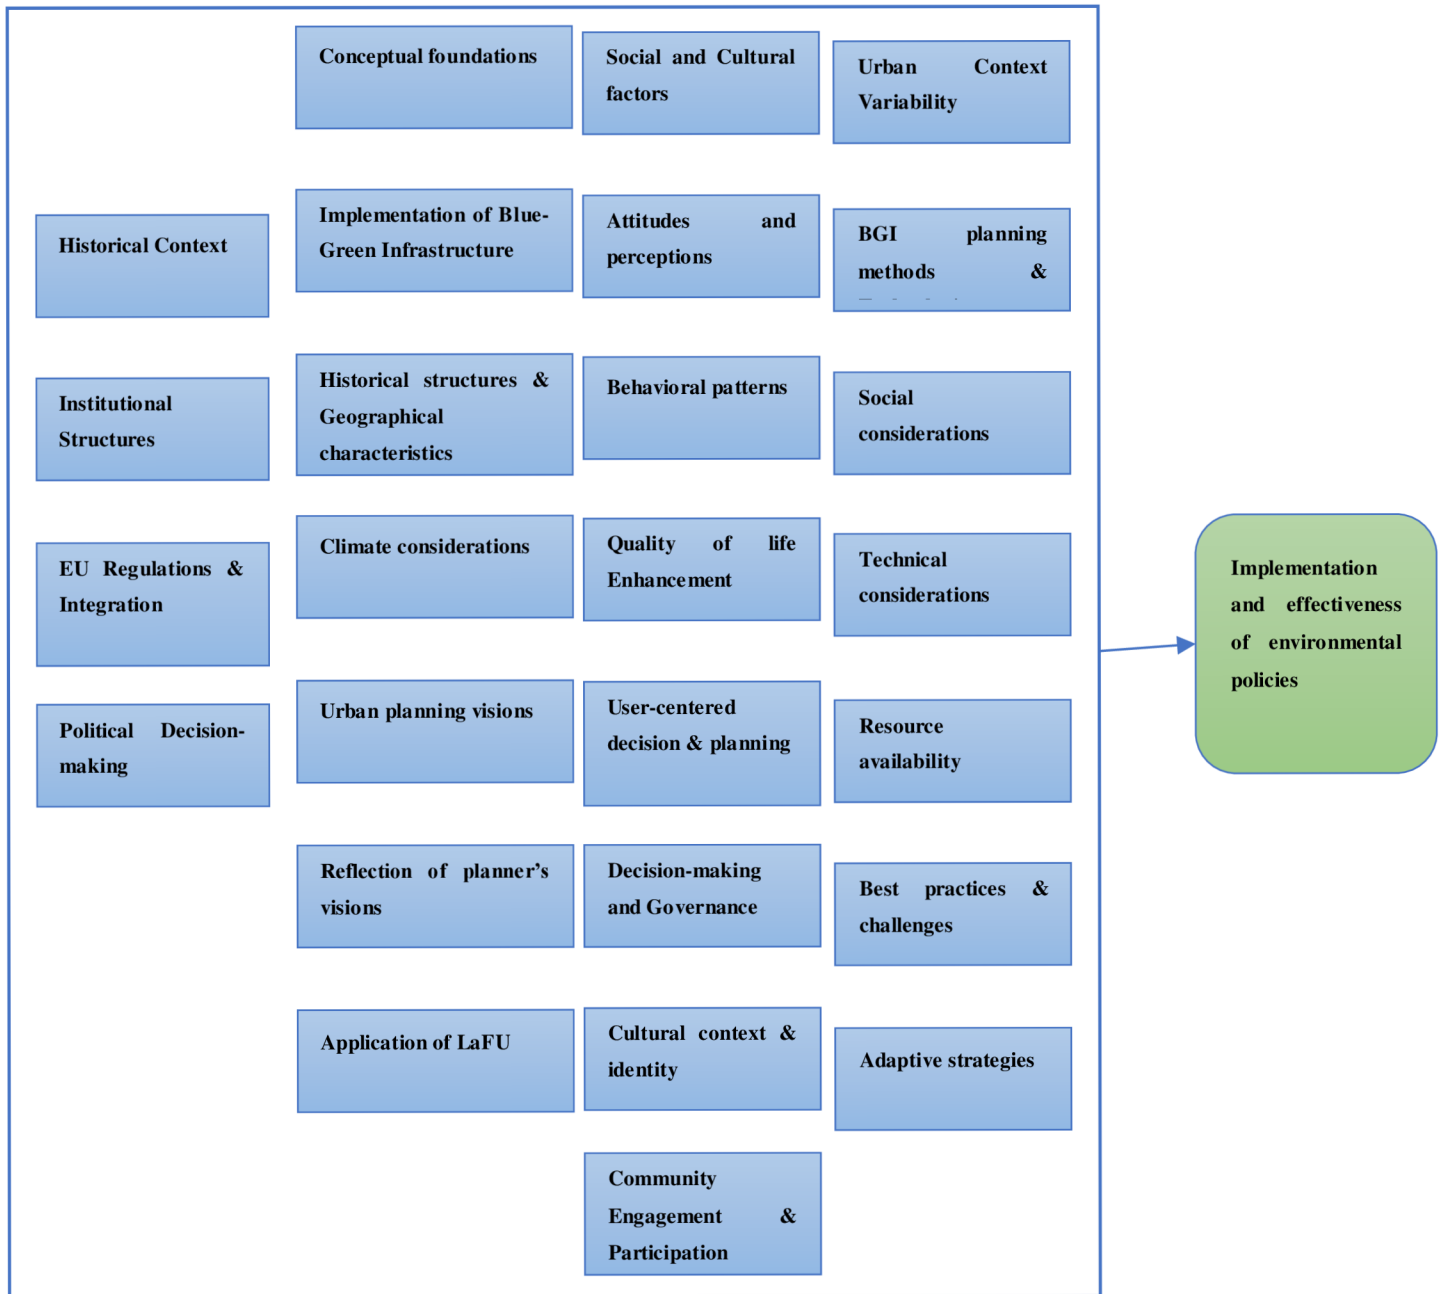 Historical Context
Institutional
Structures
EU Regulations &
Integration
Political Decision-
making
Conceptual foundations
Implementation of Blue-
Green Infrastructure
Historical structures &
Geographical
characteristics
Climate considerations
Urban planning visions
Reflection of planner’s
visions
Application of LaFU
Social and Cultural
factors
Attitudes and
perceptions
Behavioral patterns
Quality of life
Enhancement
User-centered
decision & planning
Decision-making
and Governance
Cultural context &
identity
Community
Engagement &
Participation
Urban Context
Variability
BGI planning
methods &
Social
considerations
Technical
considerations
Resource
availability
Best practices &
challenges
Adaptive strategies
Implementation
and effectiveness
of environmental
policies